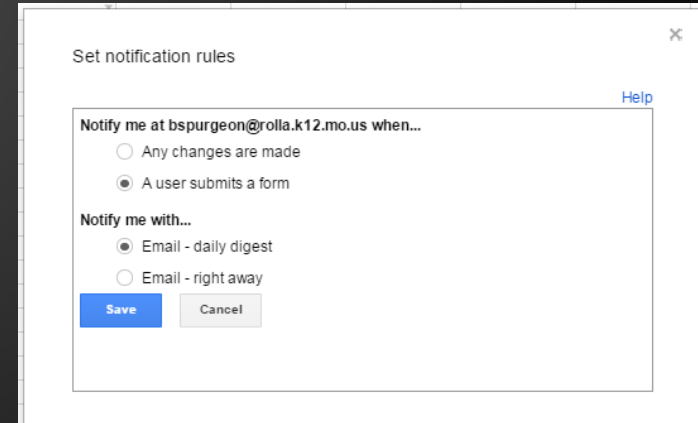 Set notification rules
Help
Notify me at bspurgeon@rolla.k12.mo.us when...
Any changes are made
A user submits a form
Notify me with...
Email - daily digest
Email - right away
Save Cancel